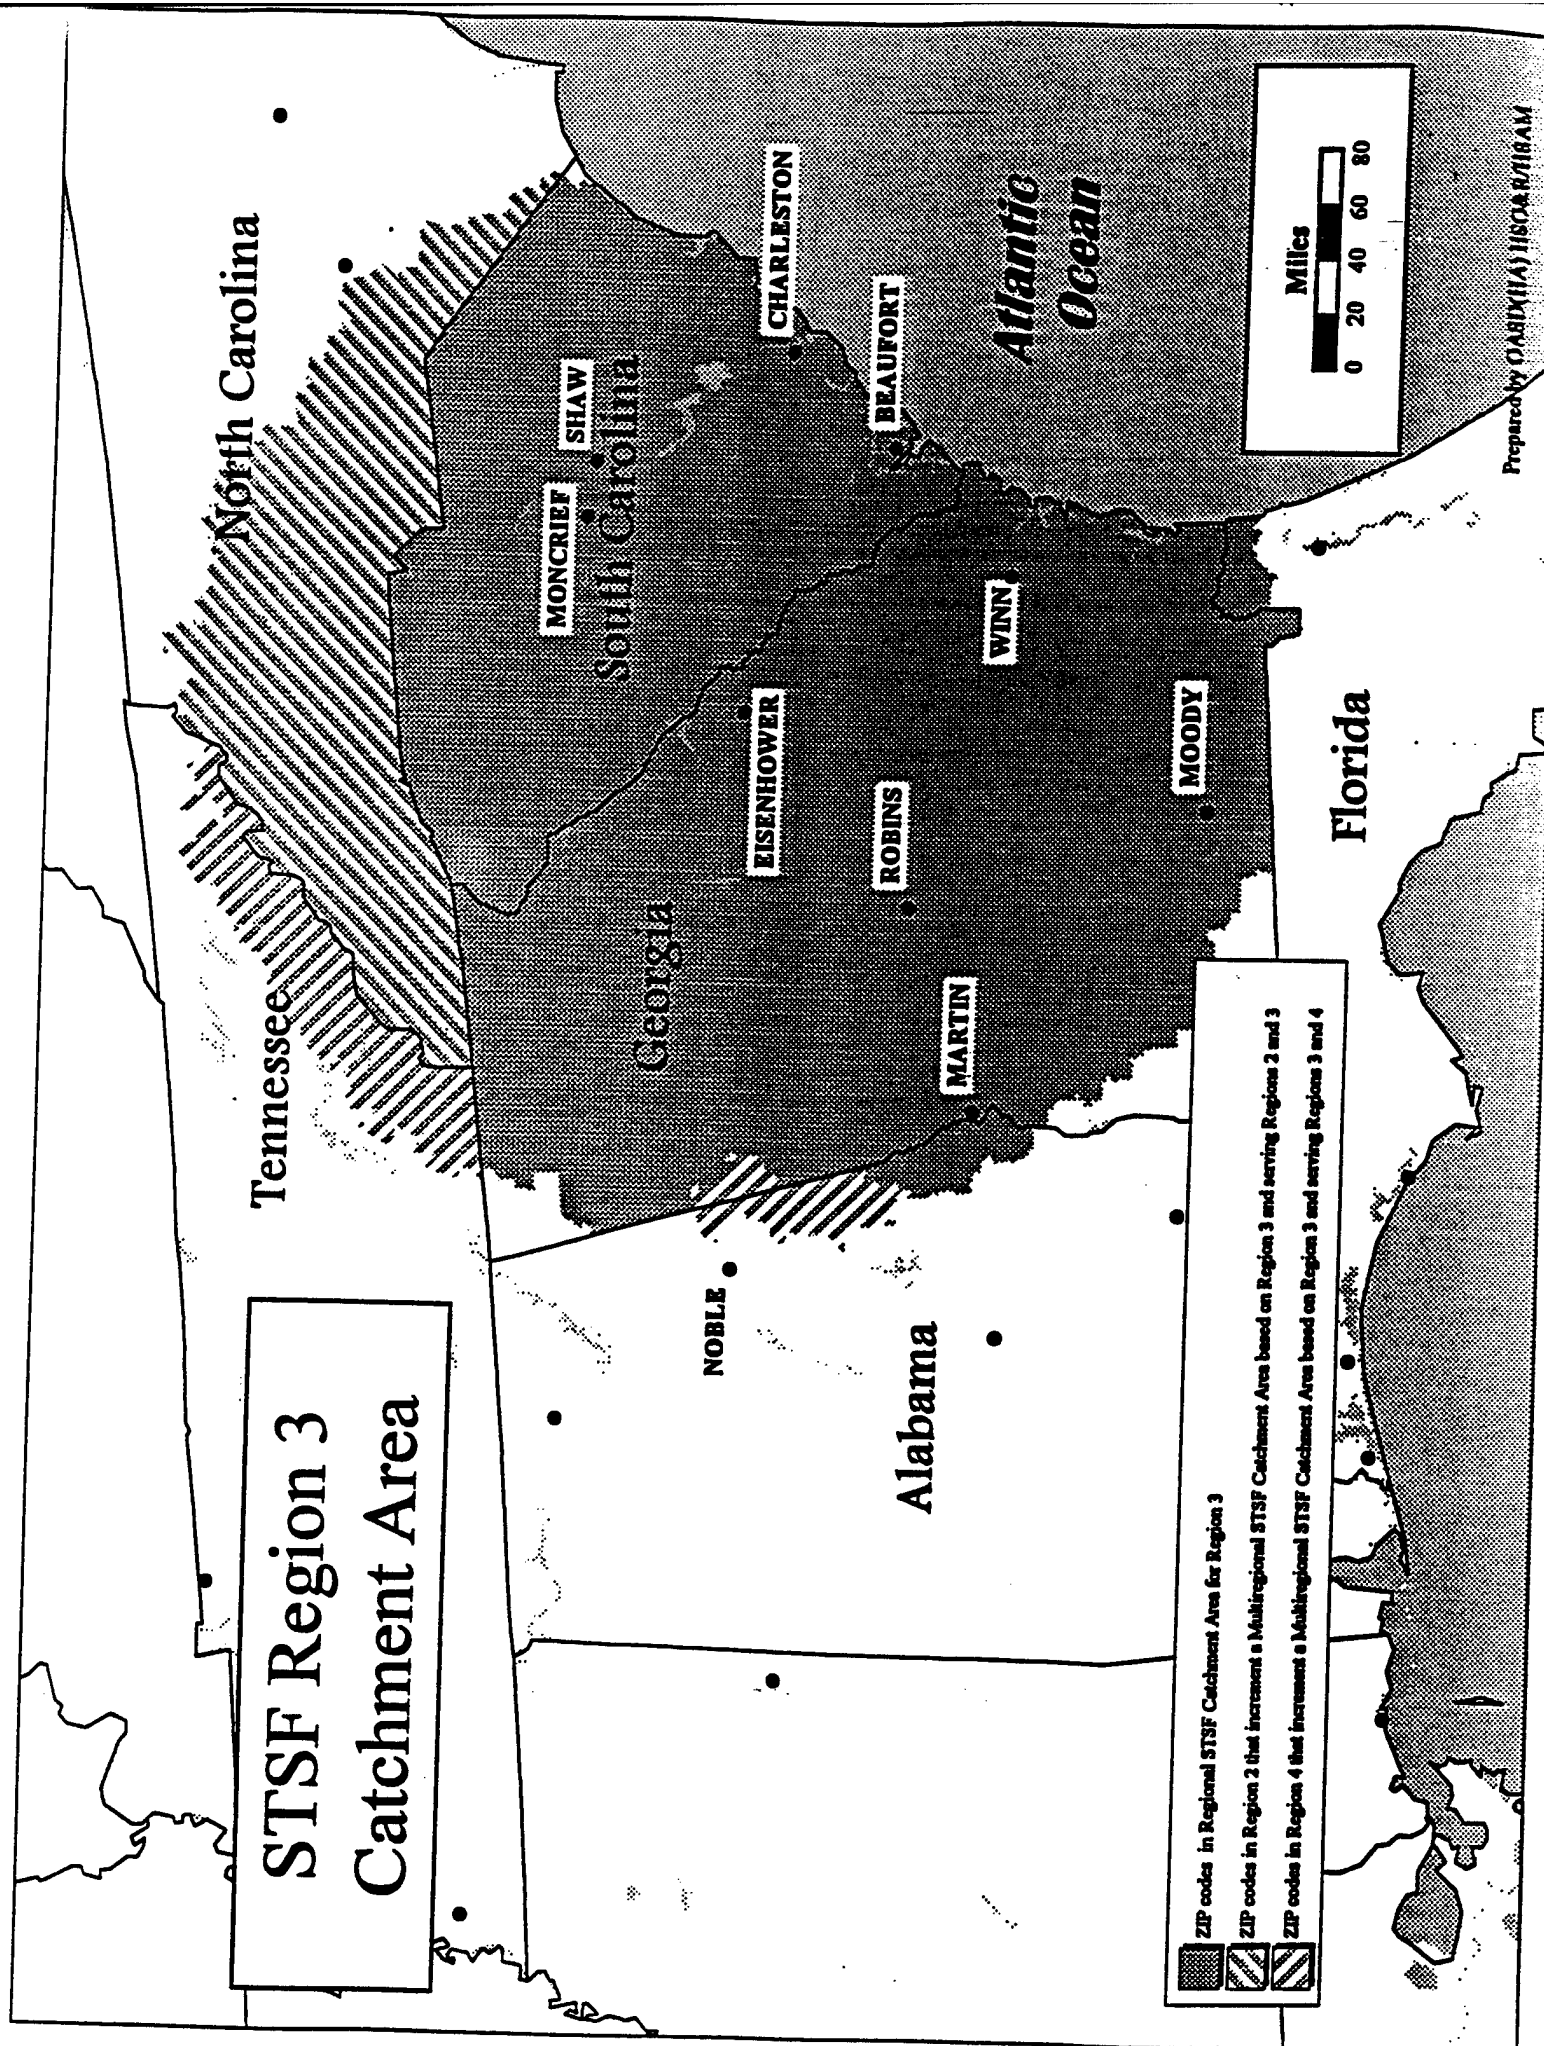 STSF Region 3
Catchment Area
North Carolina
Tennessee
SHAW
MONCRIEF
South Carolina
CHARLESTON
BEAUFORT
Atlantic
Ocean
Georgia
EISENHOWER
ROBINS
WINN
MARTIN
MOODY
NOBLE
Alabama
Florida
Miles
0 20 40 60 80
ZIP codes in Regional STSF Catchment Area for Region 3
ZIP codes in Region 2 that increment a Multiregional STSF Catchment Area based on Region 3 and serving Regions 2 and 3
ZIP codes in Region 4 that increment a Multiregional STSF Catchment Area based on Region 3 and serving Regions 3 and 4
Prepared by